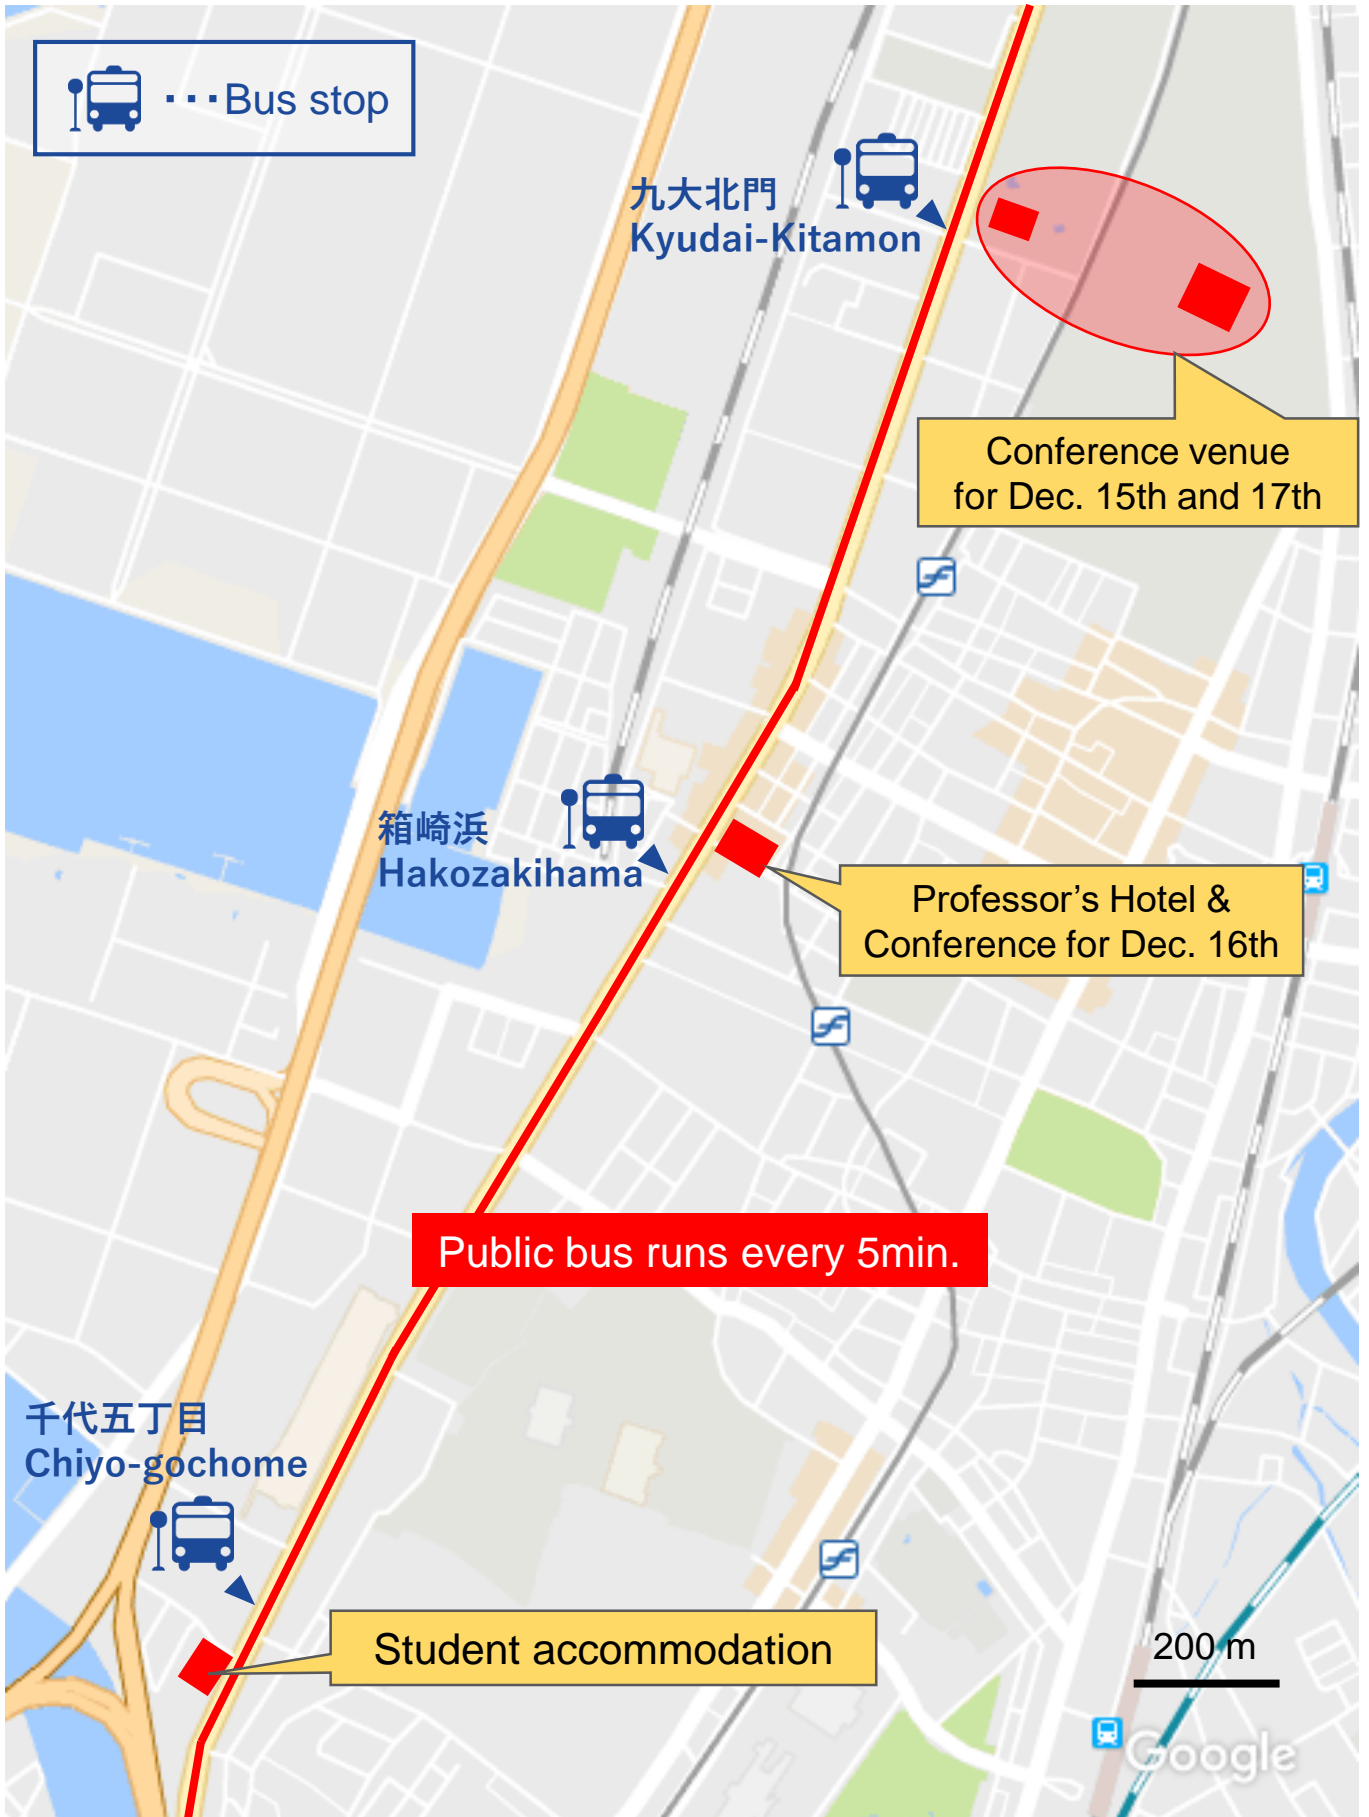 ···Bus stop
九大北門
Kyudai-Kitamon
Conference venue
for Dec. 15th and 17th
箱崎浜
Hakozakihama
Professor’s Hotel &
Conference for Dec. 16th
Public bus runs every 5min.
千代五丁目
Chiyo-gochome
Student accommodation
200 m
Google